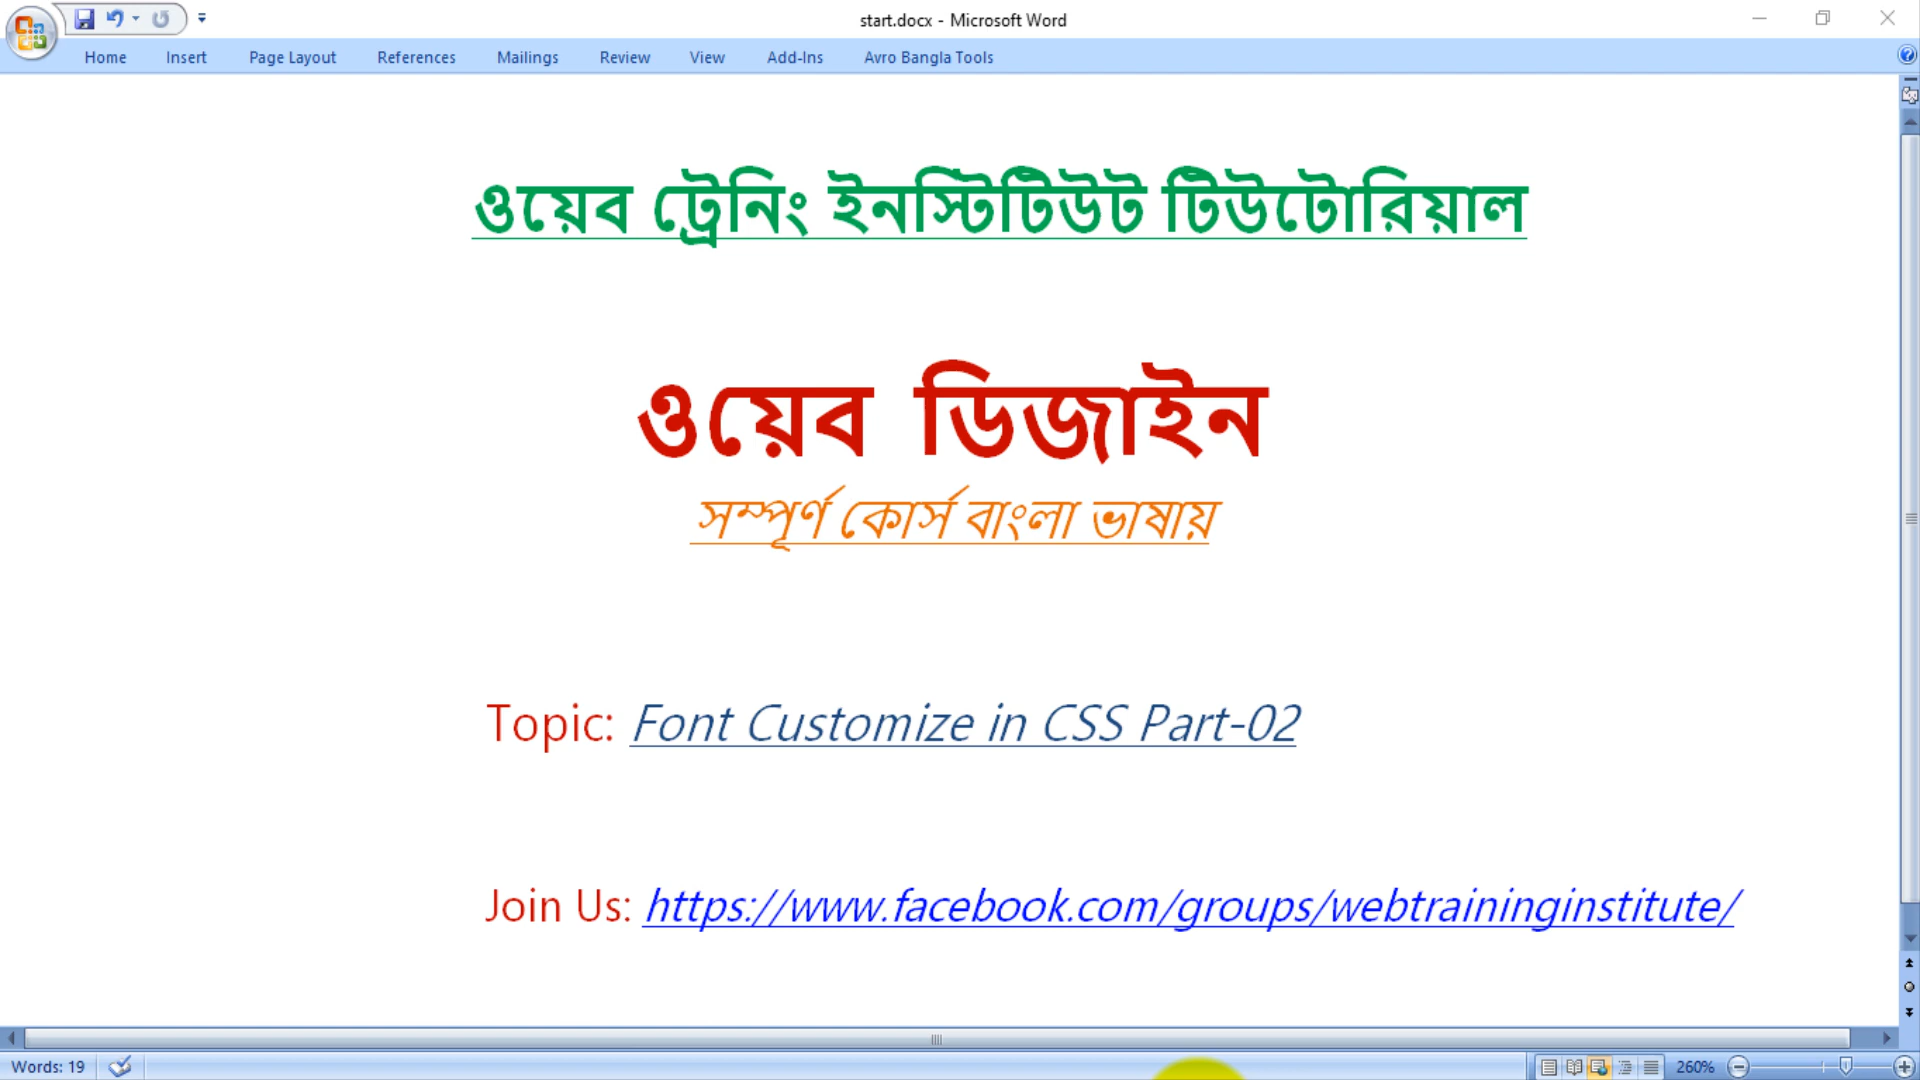 start.docx - Microsoft Word
Home Insert Page Layout References Mailings Review View Add-Ins Avro Bangla Tools
ওয়েব ট্রেনিং ইনস্টিটিউট টিউটোরিয়াল
ওয়েব ডিজাইন
সম্পূর্ণ কোর্স বাংলা ভাষায়
Topic: Font Customize in CSS Part-02
Join Us: https://www.facebook.com/groups/webtraininginstitute/
Words: 19 260%